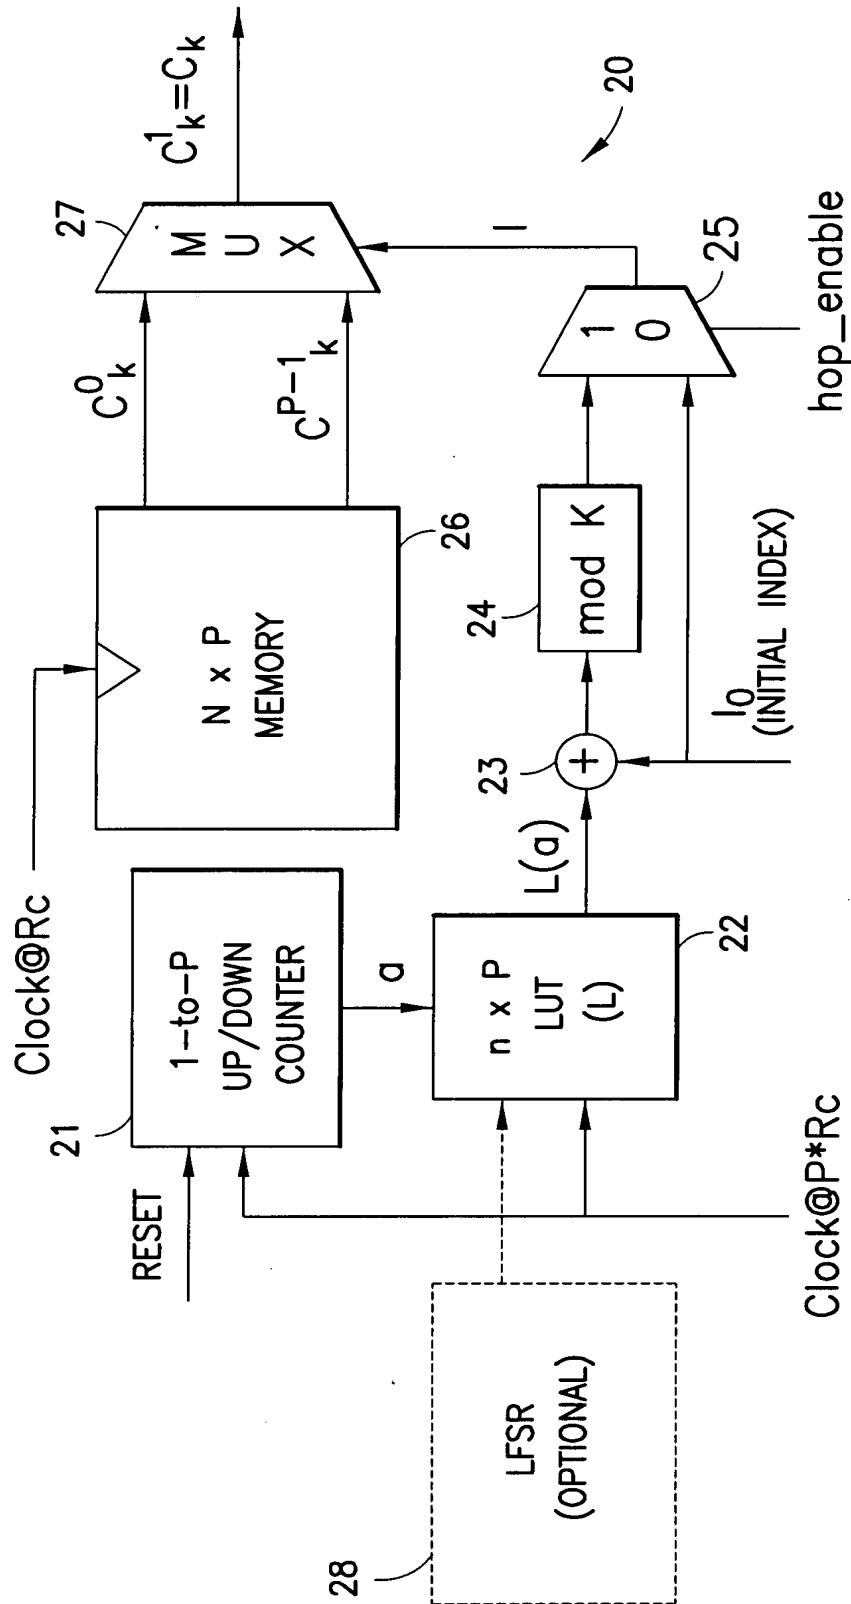 Clock@Rc
RESET
21
1-to-P
UP/DOWN
COUNTER
a
N x P
MEMORY
26
C⁰ₖ
Cᴾ⁻¹ₖ
27
M
U
X
C¹ₖ=Cₖ
I
20
28
LFSR
(OPTIONAL)
n x P
LUT
(L)
22
L(a)
23
+
24
mod K
1
0
25
Clock@P*Rc
I₀
(INITIAL INDEX)
hop_enable